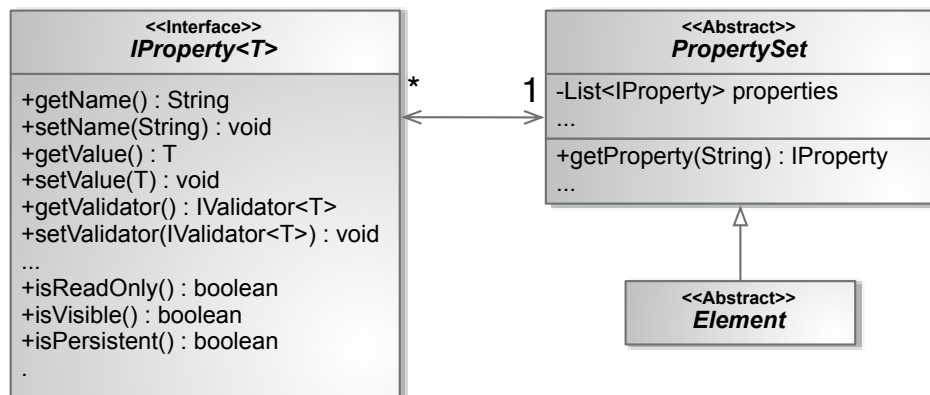 <<Interface>>
IProperty<T>
+getName() : String
+setName(String) : void
+getValue() : T
+setValue(T) : void
+getValidator() : IValidator<T>
+setValidator(IValidator<T>) : void
...
+isReadOnly() : boolean
+isVisible() : boolean
+isPersistent() : boolean
.
*
1
<<Abstract>>
PropertySet
-List<IProperty> properties
...
+getProperty(String) : IProperty
...
<<Abstract>>
Element